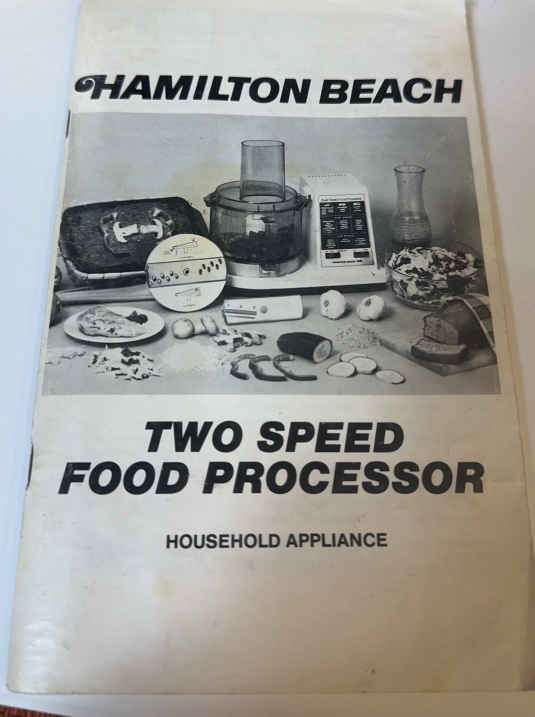 HAMILTON BEACH
TWO SPEED
FOOD PROCESSOR
HOUSEHOLD APPLIANCE